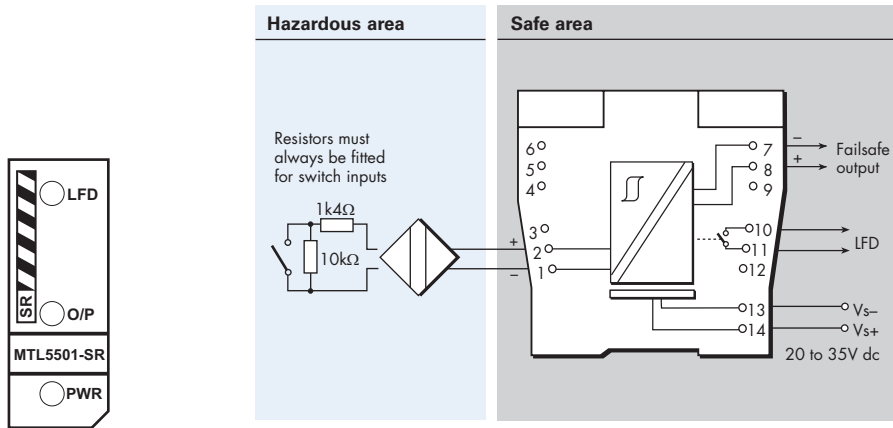 Hazardous area
Safe area
Resistors must
always be fitted
for switch inputs
1k4Ω
10kΩ
+
–
6
5
4
3
2
1
7
8
9
10
11
12
13
14
–
+
Failsafe
output
LFD
Vs–
Vs+
20 to 35V dc
LFD
SR
O/P
MTL5501-SR
PWR